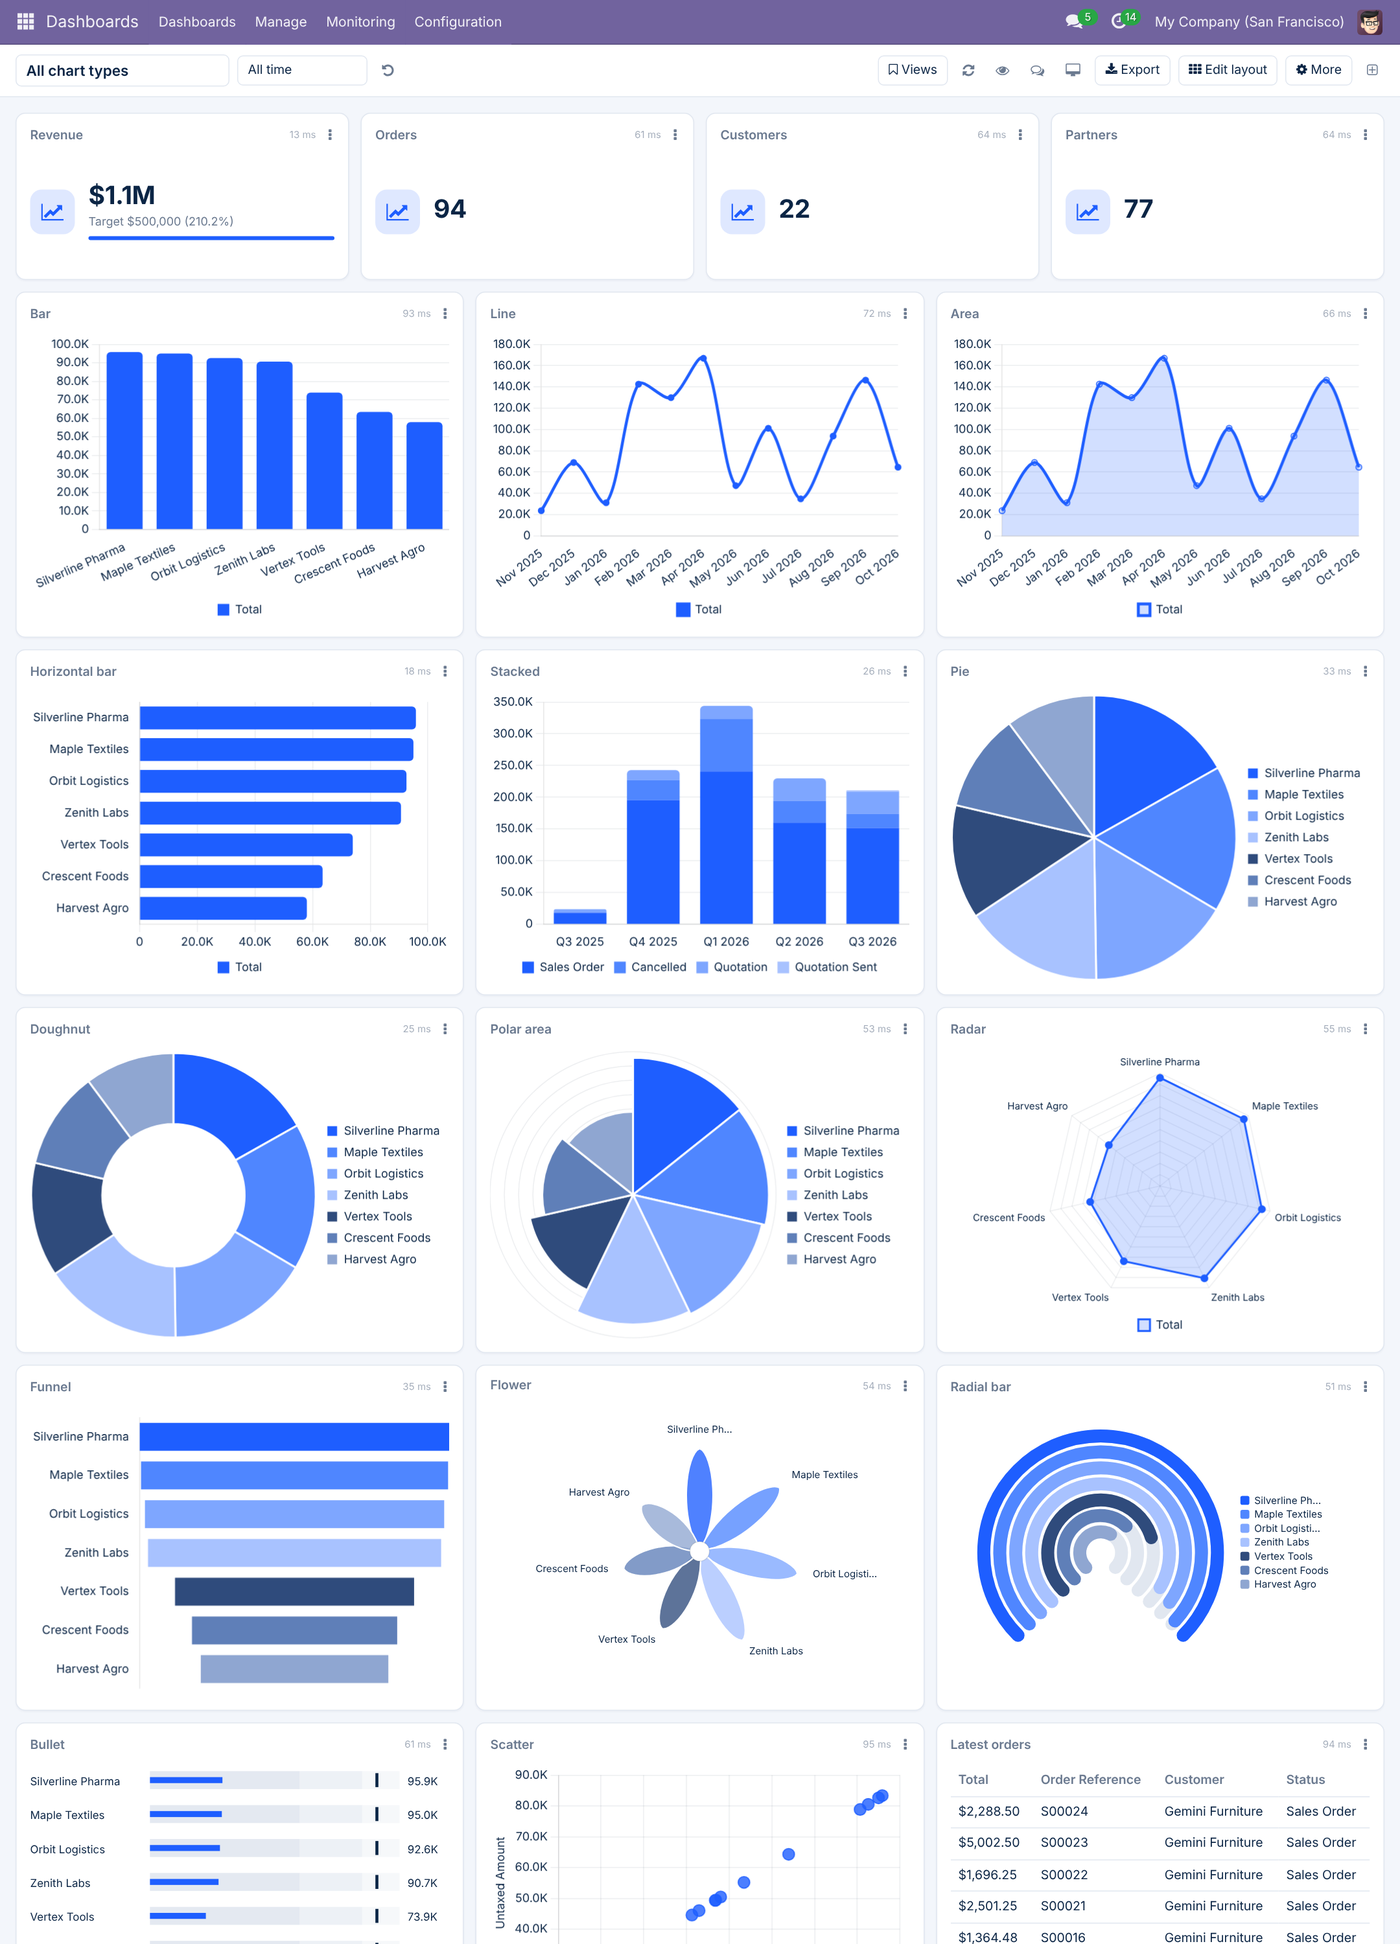 Dashboards Dashboards Manage Monitoring Configuration 5 14 My Company (San Francisco)
All chart types All time Views Export Edit layout More
Revenue 13 ms
$1.1M
Target $500,000 (210.2%)
Orders 61 ms
94
Customers 64 ms
22
Partners 64 ms
77
Bar 93 ms
100.0K
90.0K
80.0K
70.0K
60.0K
50.0K
40.0K
30.0K
20.0K
10.0K
0
Silverline Pharma Maple Textiles Orbit Logistics Zenith Labs Vertex Tools Crescent Foods Harvest Agro
Total
Line 72 ms
180.0K
160.0K
140.0K
120.0K
100.0K
80.0K
60.0K
40.0K
20.0K
0
Nov 2025 Dec 2025 Jan 2026 Feb 2026 Mar 2026 Apr 2026 May 2026 Jun 2026 Jul 2026 Aug 2026 Sep 2026 Oct 2026
Total
Area 66 ms
180.0K
160.0K
140.0K
120.0K
100.0K
80.0K
60.0K
40.0K
20.0K
0
Nov 2025 Dec 2025 Jan 2026 Feb 2026 Mar 2026 Apr 2026 May 2026 Jun 2026 Jul 2026 Aug 2026 Sep 2026 Oct 2026
Total
Horizontal bar 18 ms
Silverline Pharma
Maple Textiles
Orbit Logistics
Zenith Labs
Vertex Tools
Crescent Foods
Harvest Agro
0 20.0K 40.0K 60.0K 80.0K 100.0K
Total
Stacked 26 ms
350.0K
300.0K
250.0K
200.0K
150.0K
100.0K
50.0K
0
Q3 2025 Q4 2025 Q1 2026 Q2 2026 Q3 2026
Sales Order Cancelled Quotation Quotation Sent
Pie 33 ms
Silverline Pharma
Maple Textiles
Orbit Logistics
Zenith Labs
Vertex Tools
Crescent Foods
Harvest Agro
Doughnut 25 ms
Silverline Pharma
Maple Textiles
Orbit Logistics
Zenith Labs
Vertex Tools
Crescent Foods
Harvest Agro
Polar area 53 ms
Silverline Pharma
Maple Textiles
Orbit Logistics
Zenith Labs
Vertex Tools
Crescent Foods
Harvest Agro
Radar 55 ms
Silverline Pharma
Harvest Agro Maple Textiles
Crescent Foods Orbit Logistics
Vertex Tools Zenith Labs
Total
Funnel 35 ms
Silverline Pharma
Maple Textiles
Orbit Logistics
Zenith Labs
Vertex Tools
Crescent Foods
Harvest Agro
Flower 54 ms
Silverline Ph...
Maple Textiles
Harvest Agro
Crescent Foods
Orbit Logisti...
Vertex Tools
Zenith Labs
Radial bar 51 ms
Silverline Ph...
Maple Textiles
Orbit Logisti...
Zenith Labs
Vertex Tools
Crescent Foods
Harvest Agro
Bullet 61 ms
Silverline Pharma 95.9K
Maple Textiles 95.0K
Orbit Logistics 92.6K
Zenith Labs 90.7K
Vertex Tools 73.9K
Scatter 95 ms
90.0K
80.0K
70.0K
60.0K
50.0K
40.0K
Untaxed Amount
Latest orders 94 ms
Total Order Reference Customer Status
$2,288.50 S00024 Gemini Furniture Sales Order
$5,002.50 S00023 Gemini Furniture Sales Order
$1,696.25 S00022 Gemini Furniture Sales Order
$2,501.25 S00021 Gemini Furniture Sales Order
$1,364.48 S00016 Gemini Furniture Sales Order